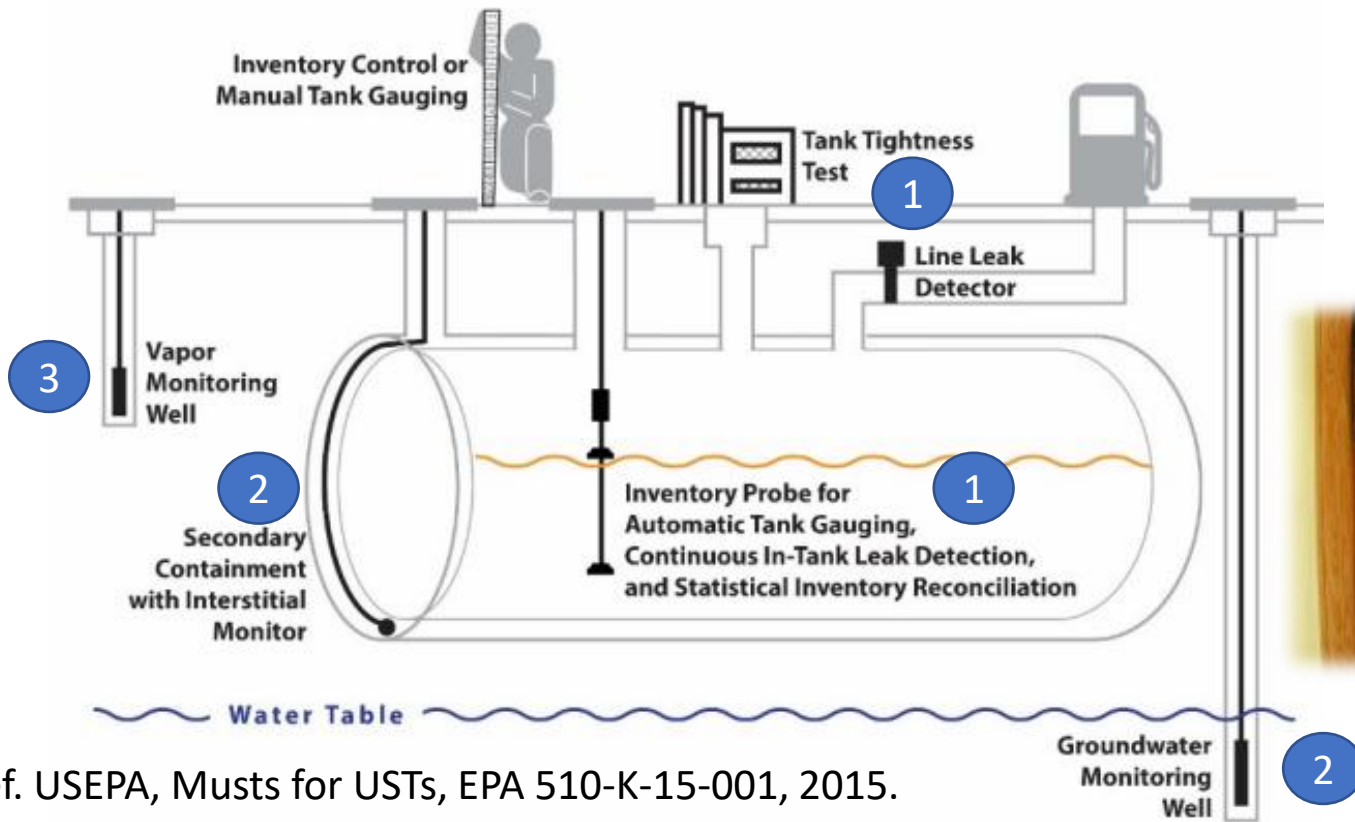 Inventory Control or
Manual Tank Gauging
Tank Tightness
Test
1
Line Leak
Detector
3
Vapor
Monitoring
Well
2
Secondary
Containment
with Interstitial
Monitor
1
Inventory Probe for
Automatic Tank Gauging,
Continuous In-Tank Leak Detection,
and Statistical Inventory Reconciliation
Water Table
Groundwater
Monitoring
Well
2
f. USEPA, Musts for USTs, EPA 510-K-15-001, 2015.